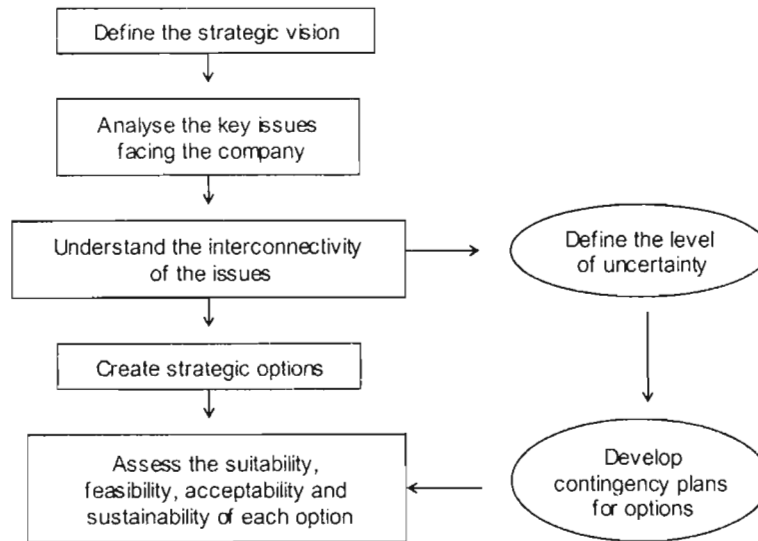 Define the strategic vision
Analyse the key issues
facing the company
Understand the interconnectivity
of the issues
Define the level
of uncertainty
Create strategic options
Assess the suitability,
feasibility, acceptability and
sustainability of each option
Develop
contingency plans
for options